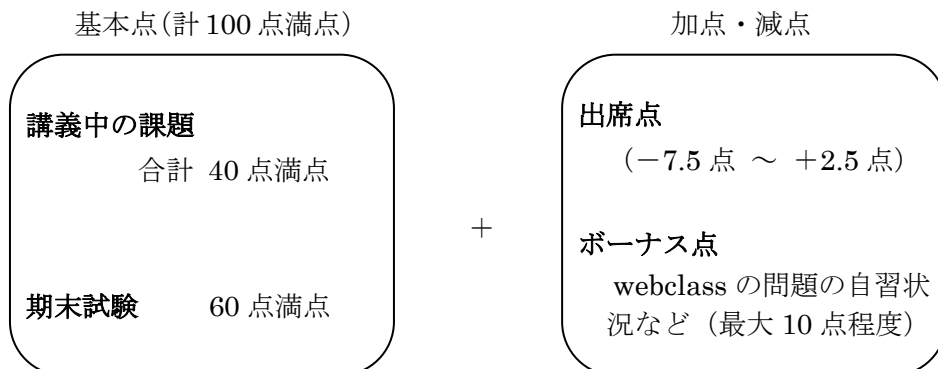 基本点(計 100 点満点)
講義中の課題
合計 40 点満点
期末試験 60 点満点
+
加点・減点
出席点
(-7.5 点 ~ +2.5 点)
ボーナス点
webclass の問題の自習状
況など (最大 10 点程度)